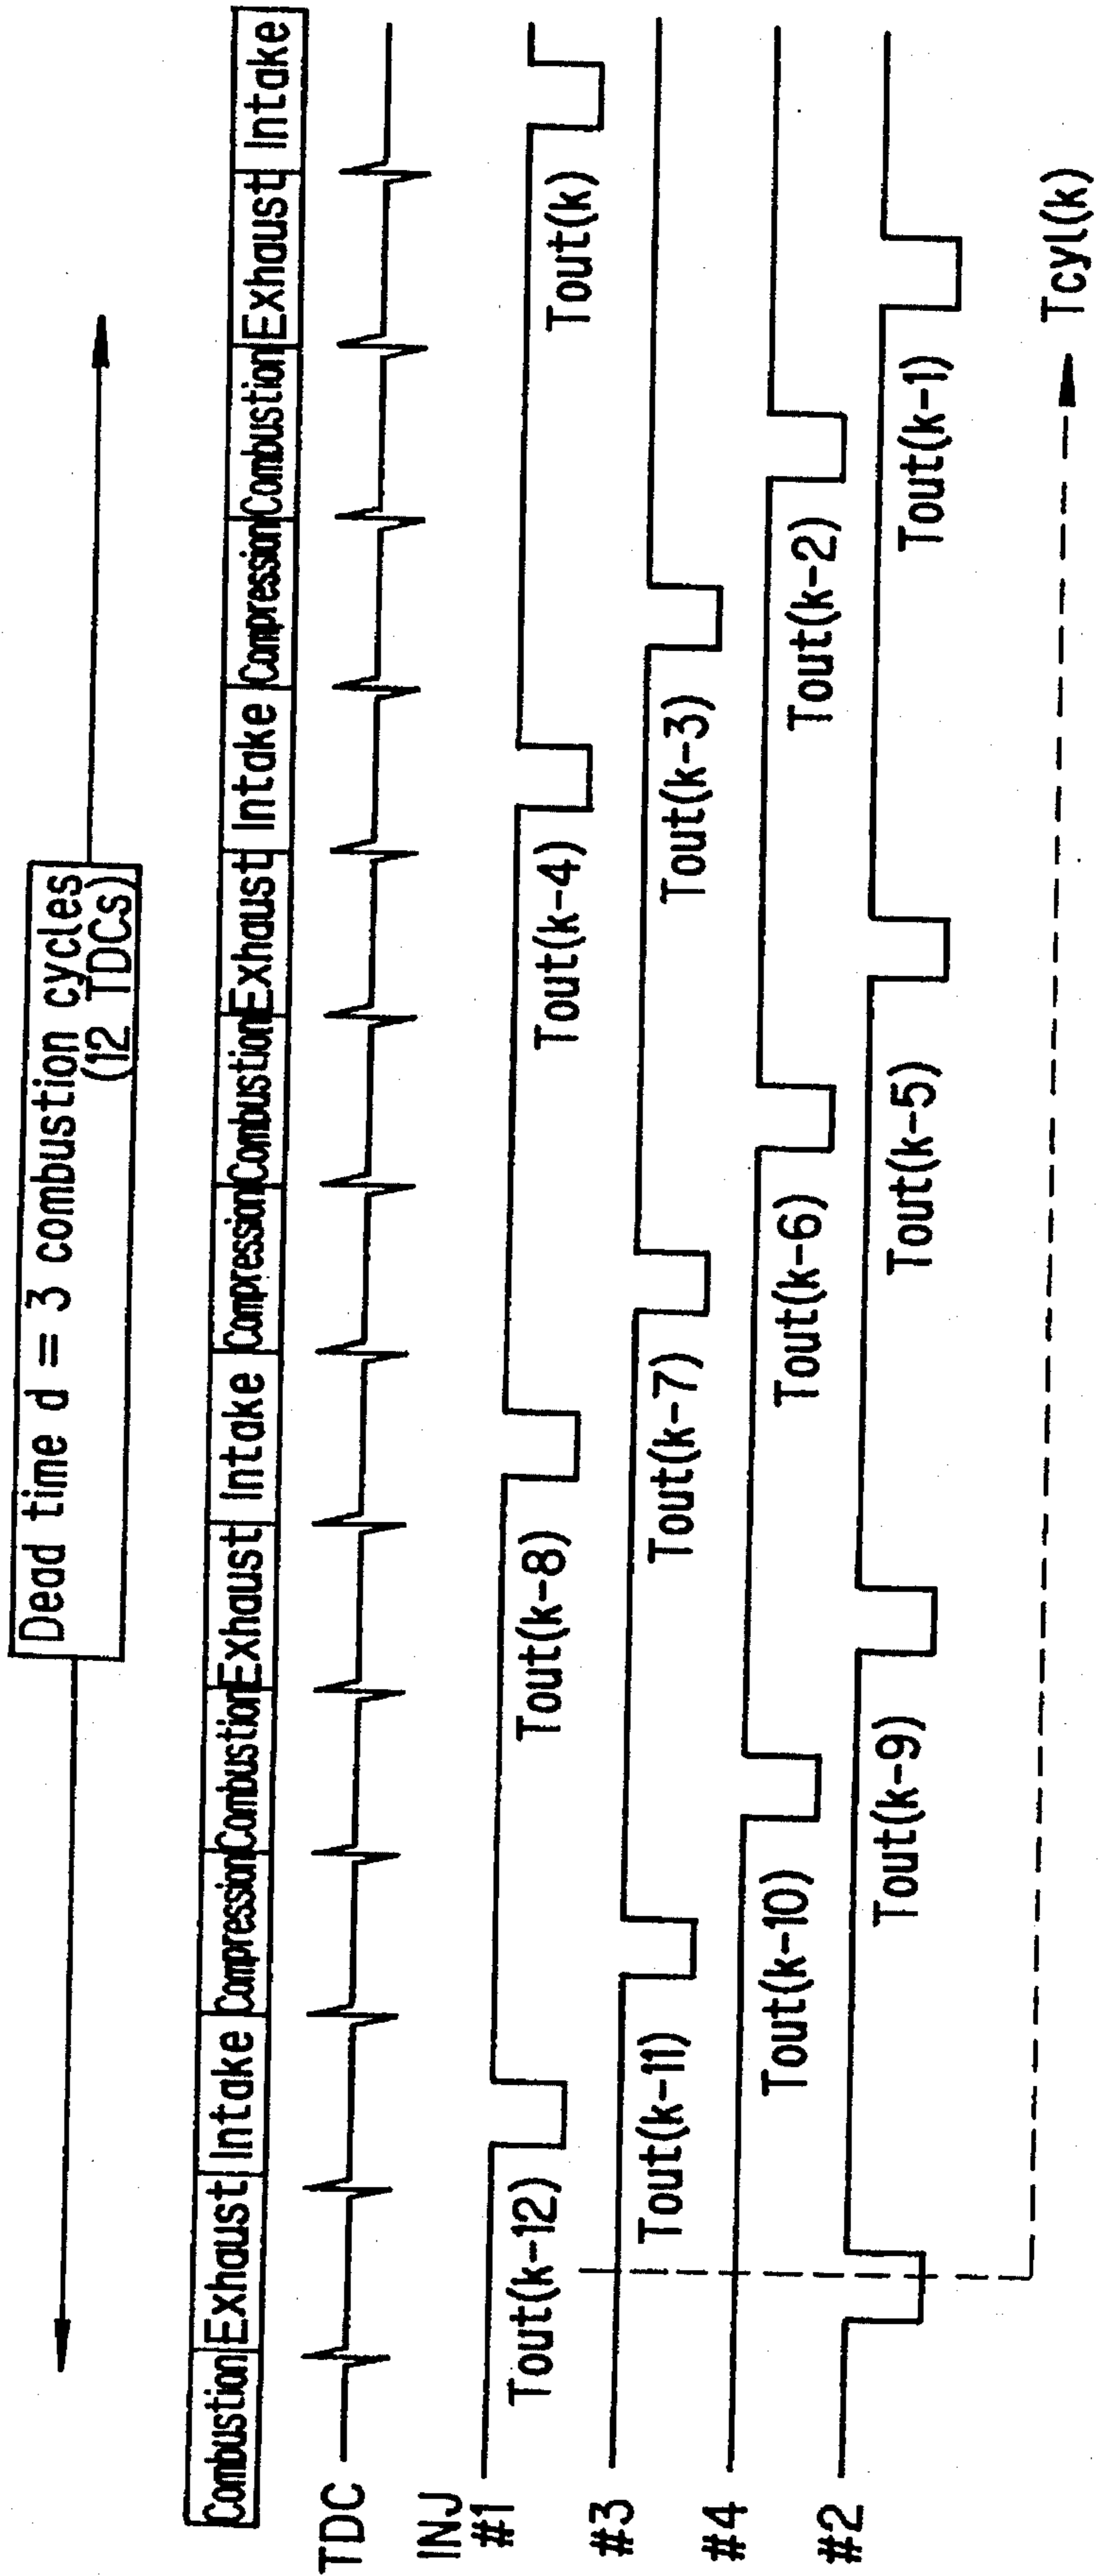 Dead time d = 3 combustion cycles
(12 TDCs)
Combustion Exhaust Intake Compression Combustion Exhaust Intake Compression Combustion Exhaust Intake Compression Combustion Exhaust Intake
TDC
INJ
#1
Tout(k-12) Tout(k-8) Tout(k-4) Tout(k)
#3
Tout(k-11) Tout(k-7) Tout(k-3)
#4
Tout(k-10) Tout(k-6) Tout(k-2)
#2
Tout(k-9) Tout(k-5) Tout(k-1)
Tcyl(k)